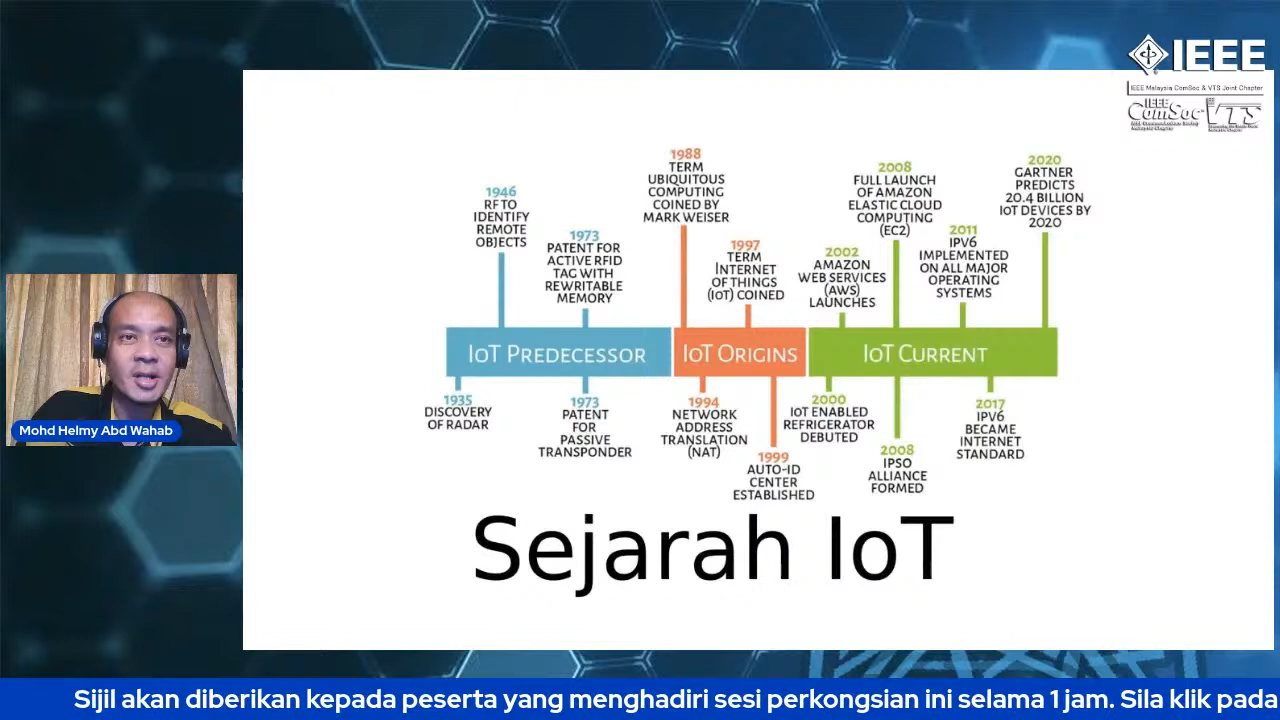 IEEE
IEEE Malaysia ComSoc & VTS Joint Chapter
IEEE
ComSoc
VTS
1946
RF TO
IDENTIFY
REMOTE
OBJECTS
1973
PATENT FOR
ACTIVE RFID
TAG WITH
REWRITABLE
MEMORY
1988
TERM
UBIQUITOUS
COMPUTING
COINED BY
MARK WEISER
1997
TERM
INTERNET
OF THINGS
(IOT) COINED
2002
AMAZON
WEB SERVICES
(AWS)
LAUNCHES
2008
FULL LAUNCH
OF AMAZON
ELASTIC CLOUD
COMPUTING
(EC2)
2011
IPV6
IMPLEMENTED
ON ALL MAJOR
OPERATING
SYSTEMS
2020
GARTNER
PREDICTS
20.4 BILLION
IOT DEVICES BY
2020
IOT PREDECESSOR
IOT ORIGINS
IOT CURRENT
1935
DISCOVERY
OF RADAR
1973
PATENT
FOR
PASSIVE
TRANSPONDER
1994
NETWORK
ADDRESS
TRANSLATION
(NAT)
1999
AUTO-ID
CENTER
ESTABLISHED
2000
IOT ENABLED
REFRIGERATOR
DEBUTED
2008
IPSO
ALLIANCE
FORMED
2017
IPV6
BECAME
INTERNET
STANDARD
Sejarah IoT
Mohd Helmy Abd Wahab
Sijil akan diberikan kepada peserta yang menghadiri sesi perkongsian ini selama 1 jam. Sila klik pada